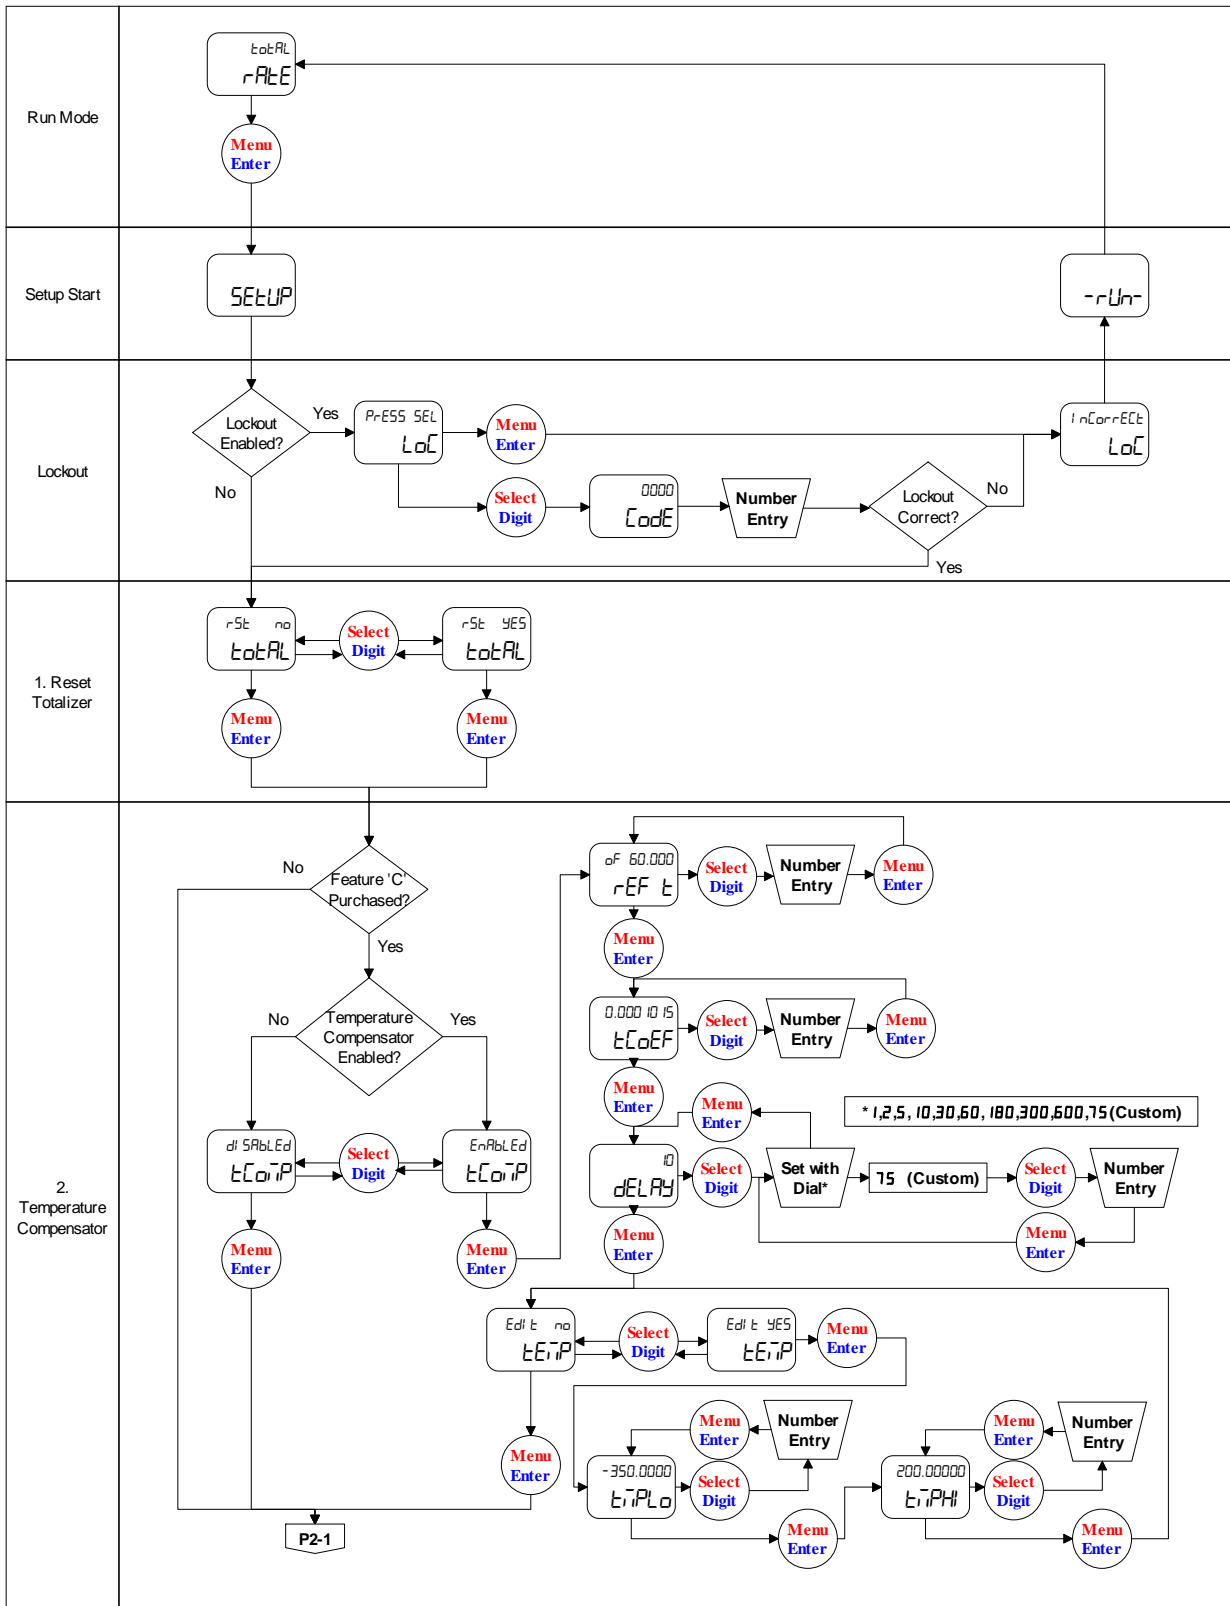 Run Mode
totAL
rAtE
Menu
Enter
Setup Start
SEtUP
-rUn-
Lockout
Lockout
Enabled?
Yes
No
PrESS SEL
LoC
Menu
Enter
InCorrECt
LoC
Select
Digit
0000
CodE
Number
Entry
Lockout
Correct?
No
Yes
1. Reset
Totalizer
rSt no
totAL
Select
Digit
rSt YES
totAL
Menu
Enter
Menu
Enter
2.
Temperature
Compensator
No
Feature 'C'
Purchased?
Yes
No
Temperature
Compensator
Enabled?
Yes
dISAbLEd
tComP
Select
Digit
EnAbLEd
tComP
Menu
Enter
Menu
Enter
oF 60.000
rEF t
Select
Digit
Number
Entry
Menu
Enter
Menu
Enter
0.0001015
tCoEF
Select
Digit
Number
Entry
Menu
Enter
Menu
Enter
Menu
Enter
*1,2,5,10,30,60,180,300,600,75(Custom)
10
dELAY
Select
Digit
Set with
Dial*
75 (Custom)
Select
Digit
Number
Entry
Menu
Enter
Menu
Enter
EdIt no
tEmP
Select
Digit
EdIt YES
tEmP
Menu
Enter
Menu
Enter
Menu
Enter
Number
Entry
-350.0000
tmPLo
Select
Digit
Menu
Enter
Menu
Enter
Number
Entry
200.00000
tmPHI
Select
Digit
Menu
Enter
P2-1